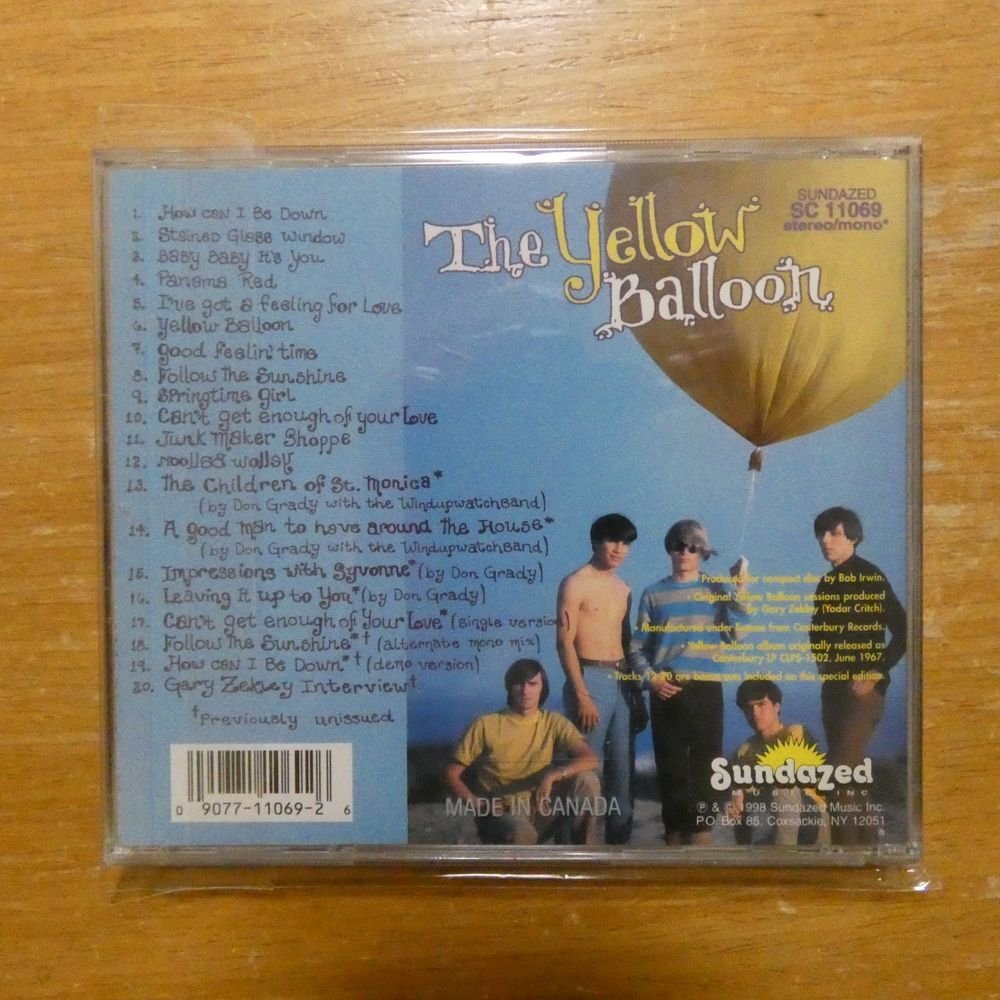 1. How can I Be Down
2. Stained Glass Window
3. Baby Baby It's You
4. Panama Red
5. I've got a feeling for Love
6. Yellow Balloon
7. Good feelin' time
8. Follow the Sunshine
9. Springtime Girl
10. Can't get enough of your Love
11. Junk Maker Shoppe
12. Noolab Wolley
13. The Children of St. Monica*
(by Don Grady with the Windupwatchband)
14. A good man to have around the House*
(by Don Grady with the Windupwatchband)
15. Impressions with Syvonne* (by Don Grady)
16. Leaving It up to You* (by Don Grady)
17. Can't get enough of Your Love* (single version)
18. Follow the Sunshine*† (alternate mono mix)
19. How can I Be Down*† (demo version)
20. Gary Zekley Interview†
†Previously unissued
0 9077-11069-2 6
The Yellow
Balloon
SUNDAZED
SC 11069
stereo/mono*
• Produced for compact disc by Bob Irwin.
• Original Yellow Balloon sessions produced
by Gary Zekley (Yodar Critch).
• Manufactured under license from Canterbury Records.
• Yellow Balloon album originally released as
Canterbury LP CLPS-1502, June 1967.
• Tracks 12-20 are bonus cuts included on this special edition.
Sundazed
MUSIC INC
MADE IN CANADA
℗ & © 1998 Sundazed Music Inc.
P.O. Box 85, Coxsackie, NY 12051